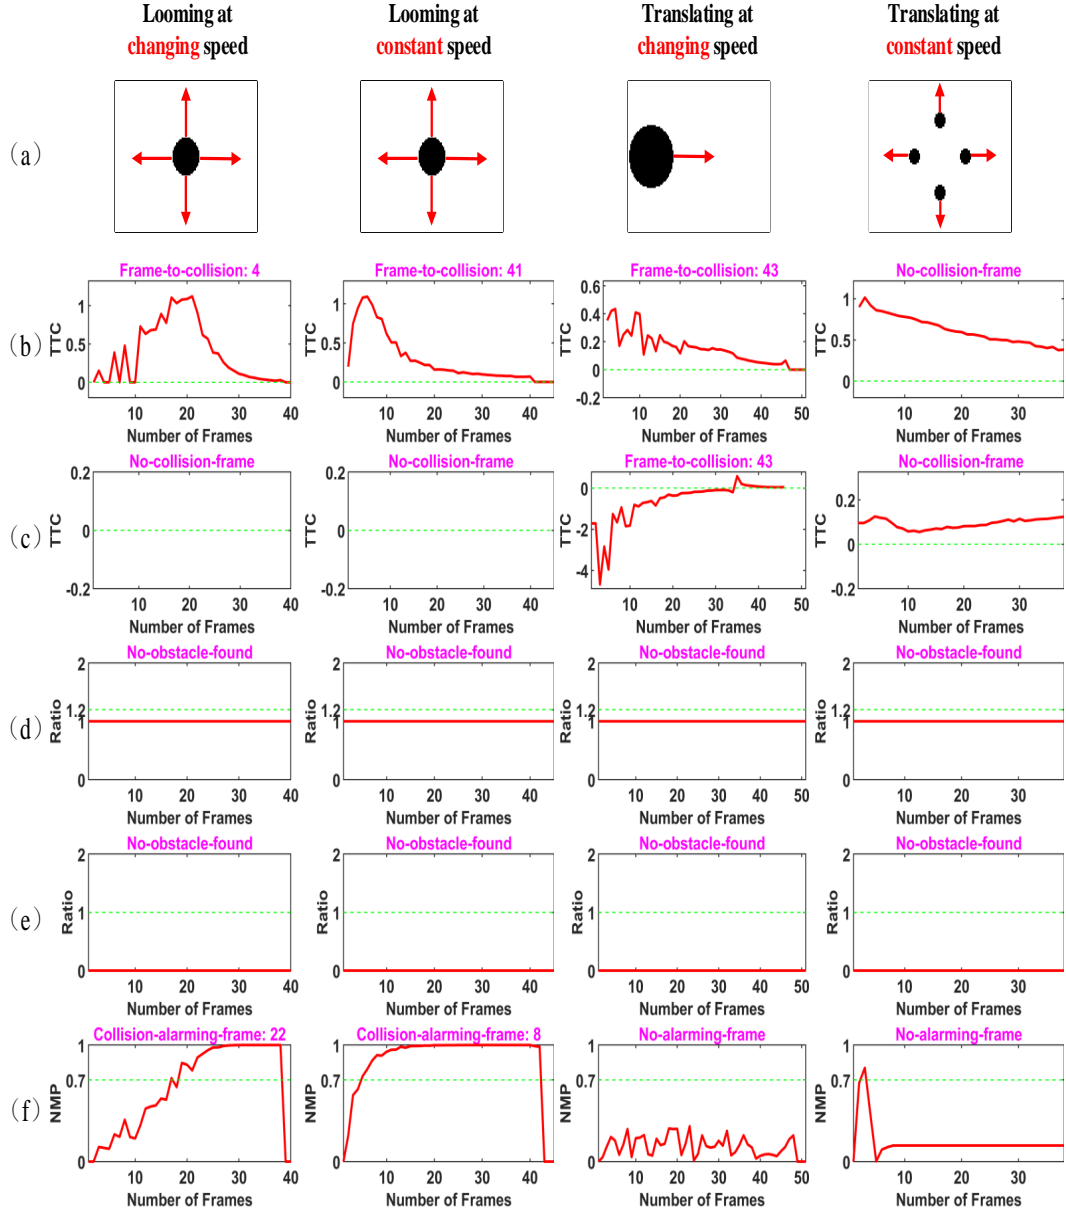 Looming at
changing speed
Looming at
constant speed
Translating at
changing speed
Translating at
constant speed
(a)
(b)
Frame-to-collision: 4
TTC
1
0.5
0
10 20 30 40
Number of Frames
Frame-to-collision: 41
TTC
1
0.5
0
10 20 30 40
Number of Frames
Frame-to-collision: 43
TTC
0.6
0.4
0.2
0
-0.2
10 20 30 40 50
Number of Frames
No-collision-frame
TTC
1
0.5
0
10 20 30
Number of Frames
(c)
No-collision-frame
TTC
0.2
0
-0.2
10 20 30 40
Number of Frames
No-collision-frame
TTC
0.2
0
-0.2
10 20 30 40
Number of Frames
Frame-to-collision: 43
TTC
0
-2
-4
10 20 30 40 50
Number of Frames
No-collision-frame
TTC
0.2
0
-0.2
10 20 30
Number of Frames
(d)
No-obstacle-found
Ratio
2
1.2
1
0
10 20 30 40
Number of Frames
No-obstacle-found
Ratio
2
1.2
1
0
10 20 30 40
Number of Frames
No-obstacle-found
Ratio
2
1.2
1
0
10 20 30 40 50
Number of Frames
No-obstacle-found
Ratio
2
1.2
1
0
10 20 30
Number of Frames
(e)
No-obstacle-found
Ratio
2
1
0
10 20 30 40
Number of Frames
No-obstacle-found
Ratio
2
1
0
10 20 30 40
Number of Frames
No-obstacle-found
Ratio
2
1
0
10 20 30 40 50
Number of Frames
No-obstacle-found
Ratio
2
1
0
10 20 30
Number of Frames
(f)
Collision-alarming-frame: 22
NMP
1
0.7
0
10 20 30 40
Number of Frames
Collision-alarming-frame: 8
NMP
1
0.7
0
10 20 30 40
Number of Frames
No-alarming-frame
NMP
1
0.7
0
10 20 30 40 50
Number of Frames
No-alarming-frame
NMP
1
0.7
0
10 20 30
Number of Frames